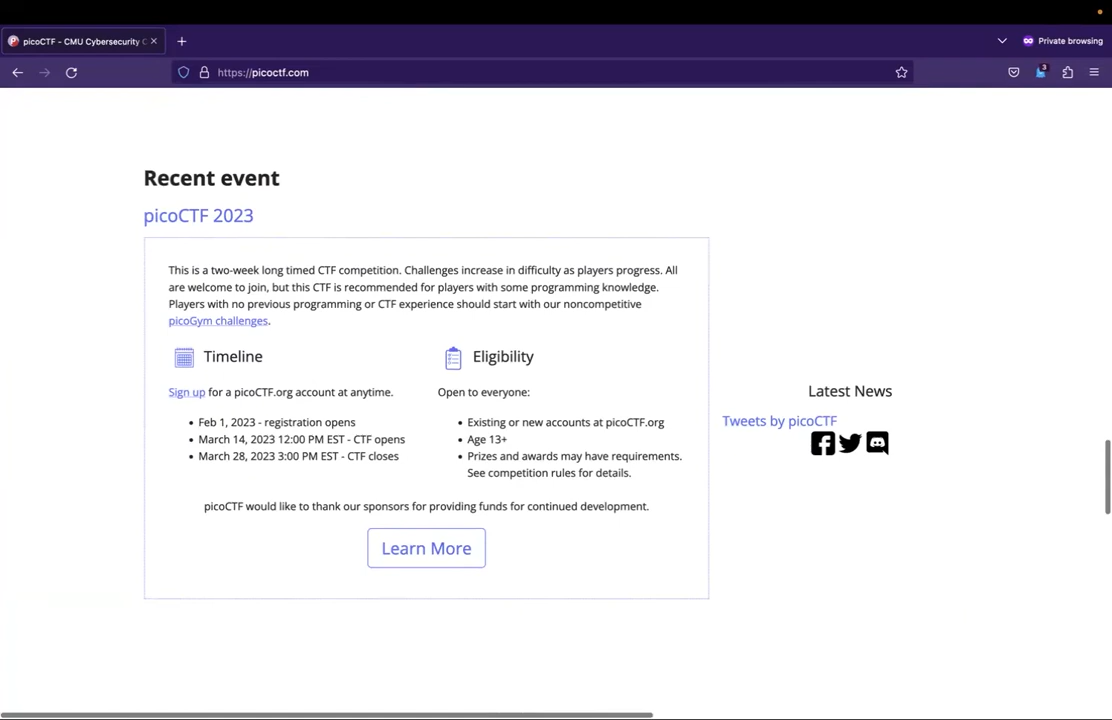 picoCTF - CMU Cybersecurity C
Private browsing
https://picoctf.com
3
Recent event
picoCTF 2023
This is a two-week long timed CTF competition. Challenges increase in difficulty as players progress. All
are welcome to join, but this CTF is recommended for players with some programming knowledge.
Players with no previous programming or CTF experience should start with our noncompetitive
picoGym challenges.
Timeline
Sign up for a picoCTF.org account at anytime.
• Feb 1, 2023 - registration opens
• March 14, 2023 12:00 PM EST - CTF opens
• March 28, 2023 3:00 PM EST - CTF closes
Eligibility
Open to everyone:
• Existing or new accounts at picoCTF.org
• Age 13+
• Prizes and awards may have requirements.
See competition rules for details.
picoCTF would like to thank our sponsors for providing funds for continued development.
Learn More
Latest News
Tweets by picoCTF